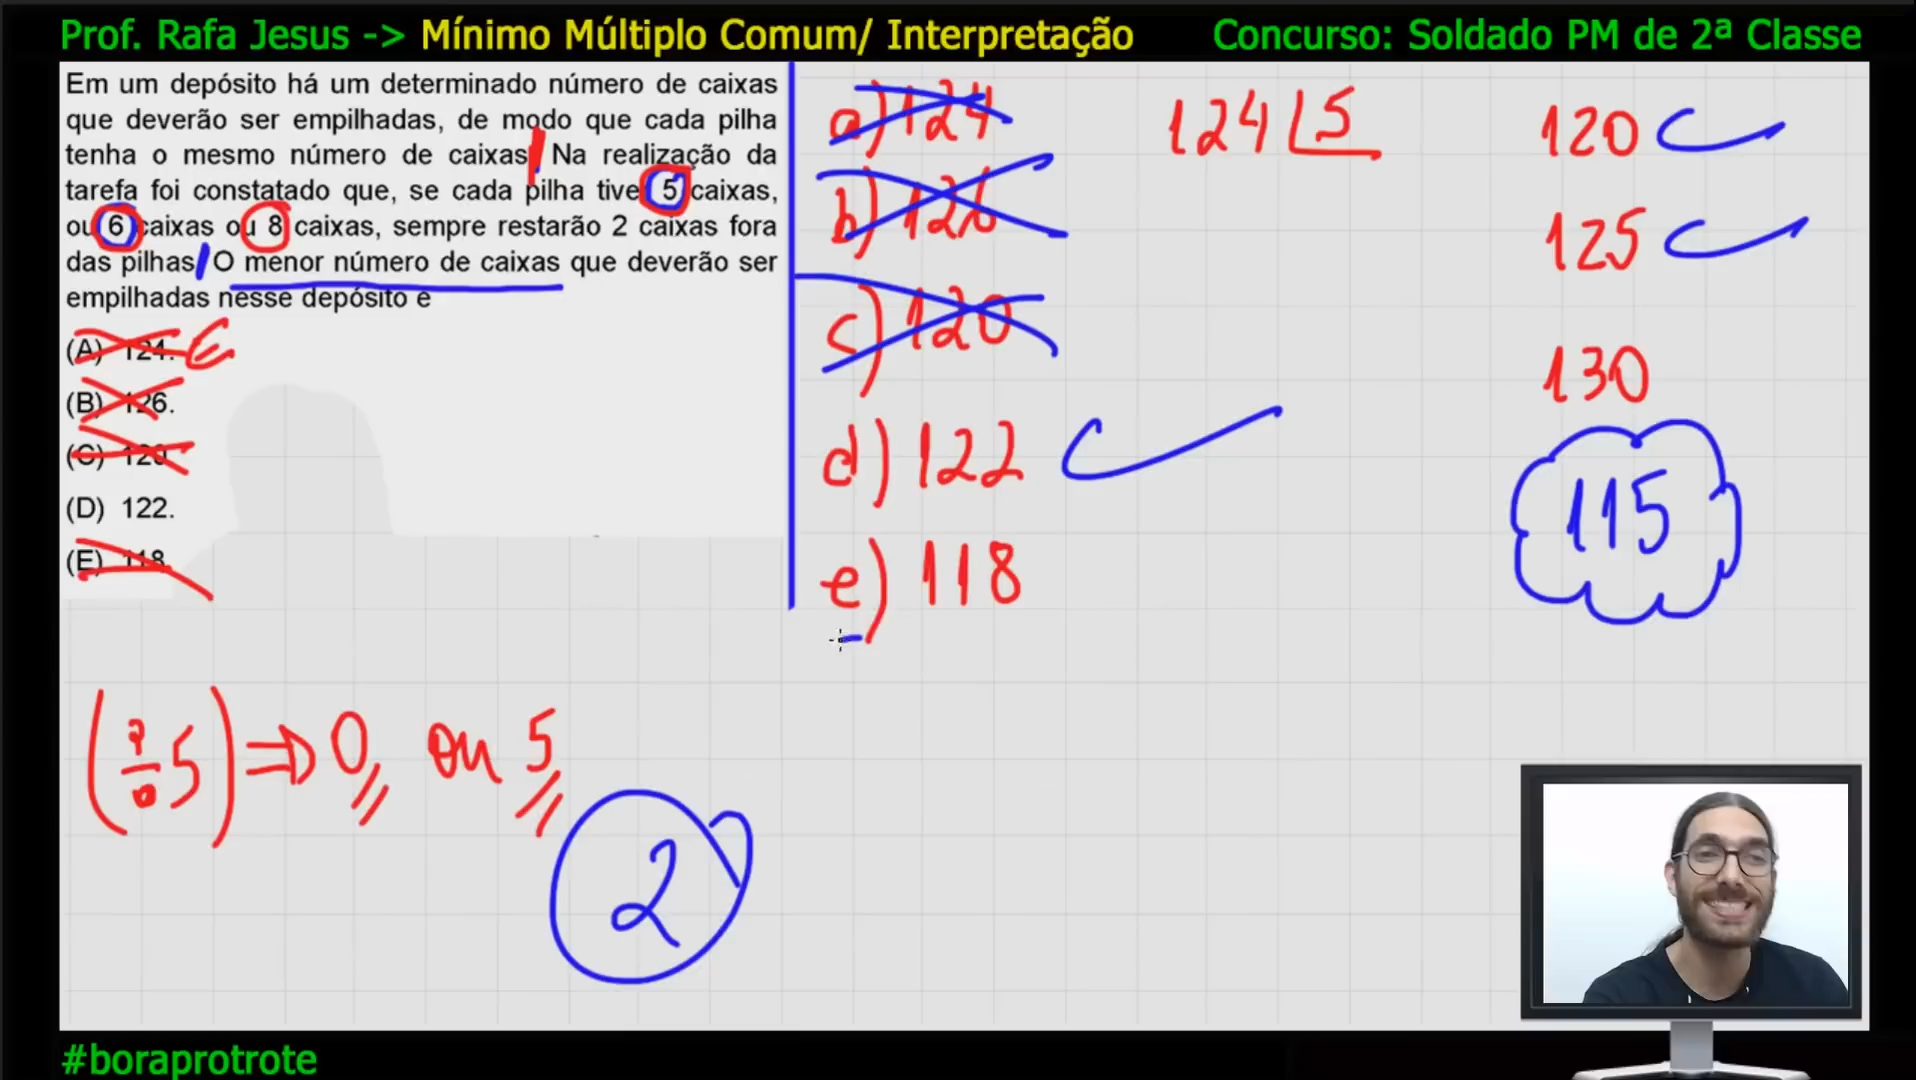 Prof. Rafa Jesus -> Mínimo Múltiplo Comum/ Interpretação
Concurso: Soldado PM de 2ª Classe
Em um depósito há um determinado número de caixas
que deverão ser empilhadas, de modo que cada pilha
tenha o mesmo número de caixas. Na realização da
tarefa foi constatado que, se cada pilha tiver 5 caixas,
ou 6 caixas ou 8 caixas, sempre restarão 2 caixas fora
das pilhas. O menor número de caixas que deverão ser
empilhadas nesse depósito é
(A) 124.
(B) 126.
(C) 120.
(D) 122.
(E) 118.
(÷5) => 0 ou 5
2
a) 124
b) 126
c) 120
d) 122
e) 118
124 5
120
125
130
115
#boraprotrote